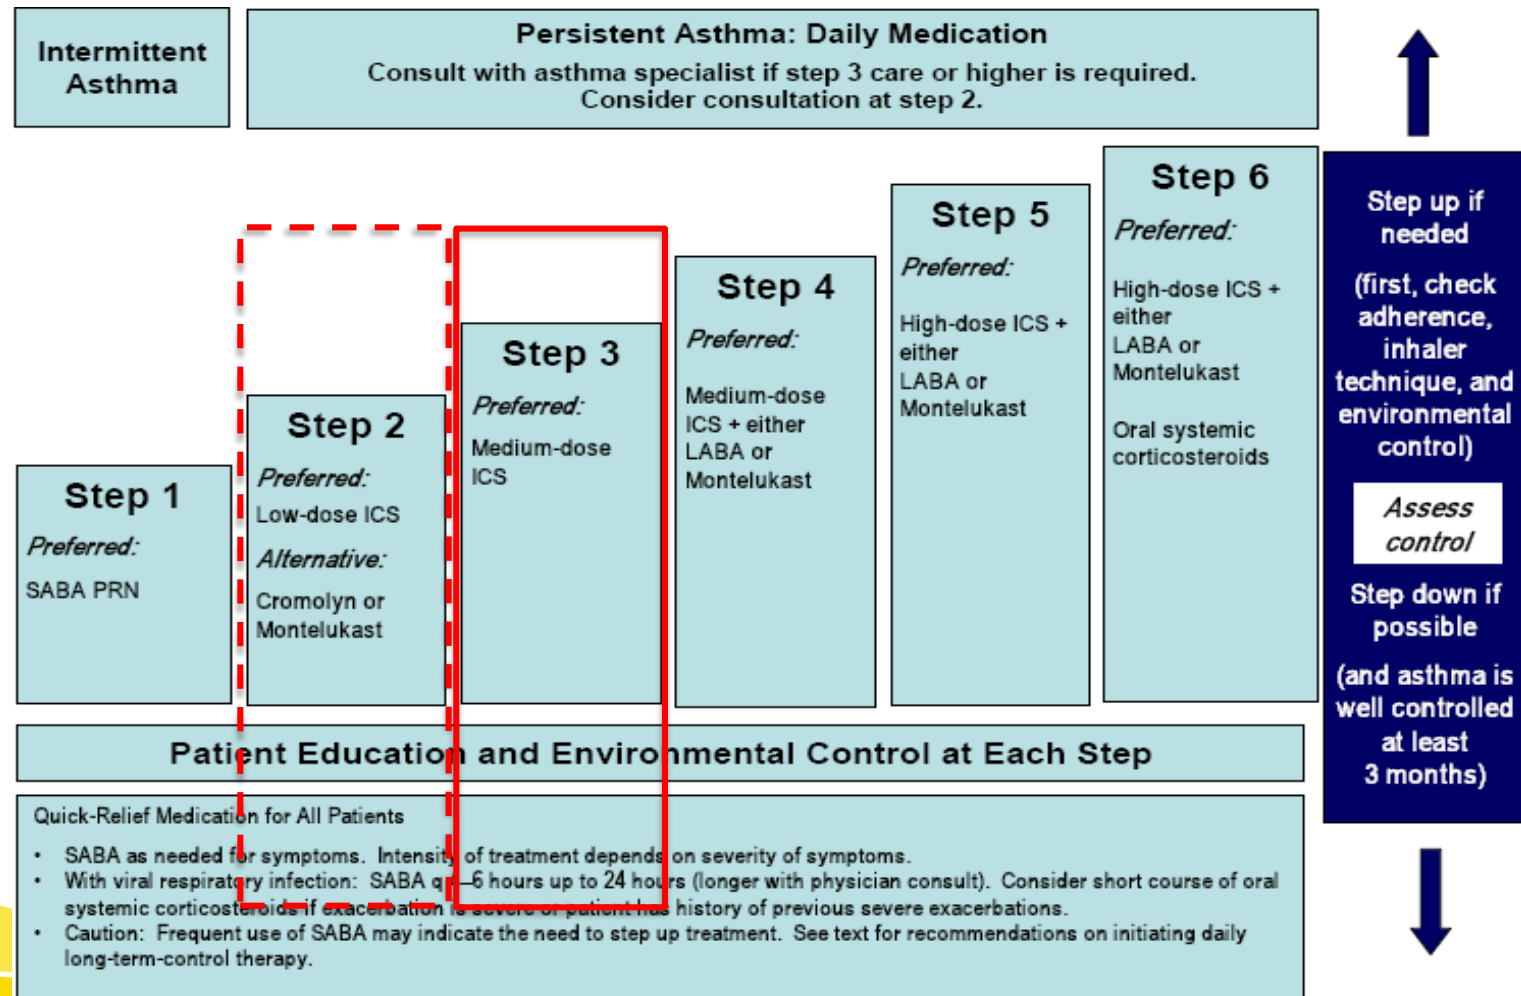 Intermittent
Asthma
Persistent Asthma: Daily Medication
Consult with asthma specialist if step 3 care or higher is required.
Consider consultation at step 2.
Step 1
Preferred:
SABA PRN
Step 2
Preferred:
Low-dose ICS
Alternative:
Cromolyn or
Montelukast
Step 3
Preferred:
Medium-dose
ICS
Step 4
Preferred:
Medium-dose
ICS + either
LABA or
Montelukast
Step 5
Preferred:
High-dose ICS +
either
LABA or
Montelukast
Step 6
Preferred:
High-dose ICS +
either
LABA or
Montelukast
Oral systemic
corticosteroids
Step up if
needed
(first, check
adherence,
inhaler
technique, and
environmental
control)
Assess
control
Step down if
possible
(and asthma is
well controlled
at least
3 months)
Patient Education and Environmental Control at Each Step
Quick-Relief Medication for All Patients
• SABA as needed for symptoms. Intensity of treatment depends on severity of symptoms.
• With viral respiratory infection: SABA q 6 hours up to 24 hours (longer with physician consult). Consider short course of oral
systemic corticosteroids if exacerbation is severe or patient has history of previous severe exacerbations.
• Caution: Frequent use of SABA may indicate the need to step up treatment. See text for recommendations on initiating daily
long-term-control therapy.